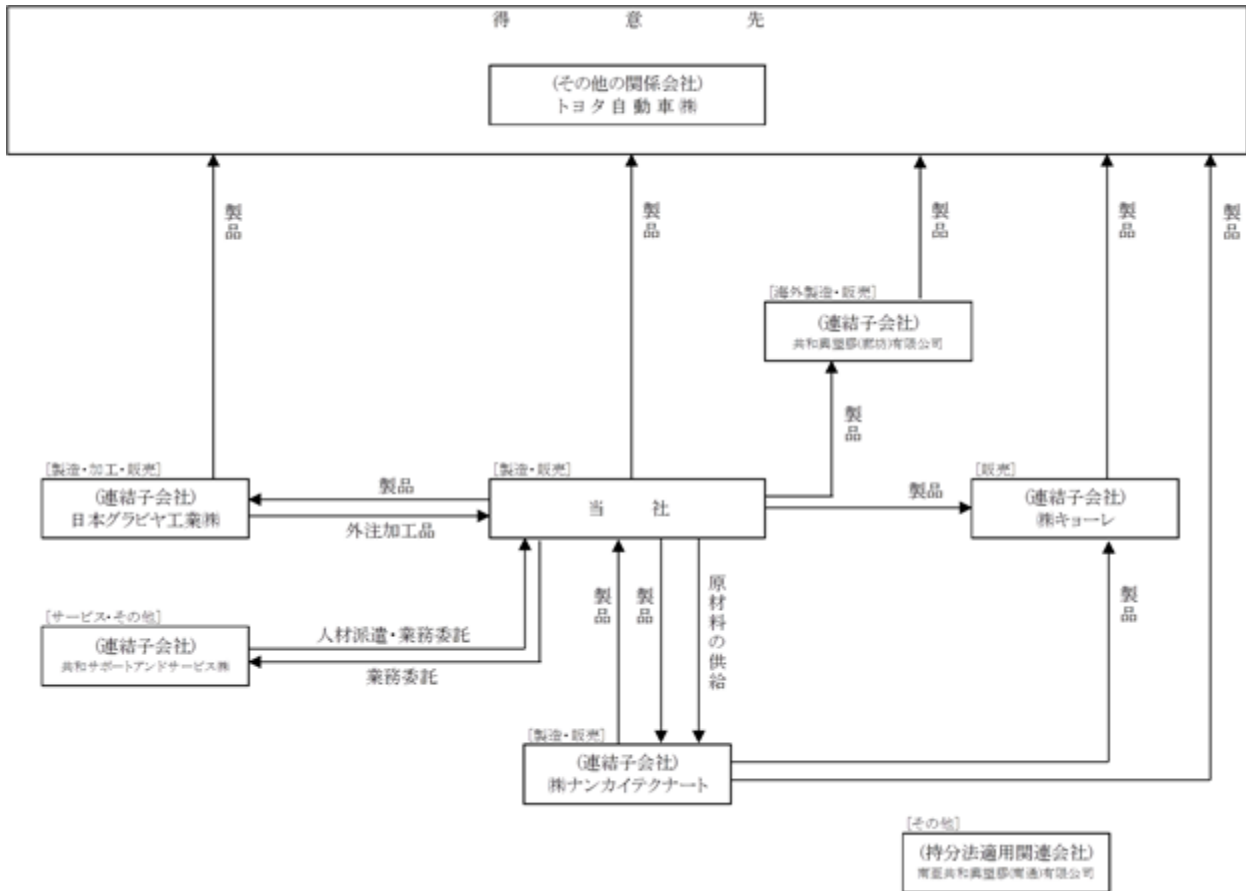 得意先
(その他の関係会社)
トヨタ自動車㈱
製品
製品
製品
製品
製品
[海外製造・販売]
(連結子会社)
共和興塑膠(廊坊)有限公司
製品
[製造・加工・販売]
(連結子会社)
日本グラビヤ工業㈱
製品
外注加工品
[製造・販売]
当社
製品
[販売]
(連結子会社)
㈱キョーレ
[サービス・その他]
(連結子会社)
共和サポートアンドサービス㈱
人材派遣・業務委託
業務委託
製品
製品
原材料の供給
製品
[製造・販売]
(連結子会社)
㈱ナンカイテクナート
[その他]
(持分法適用関連会社)
南亜共和興塑膠(南通)有限公司